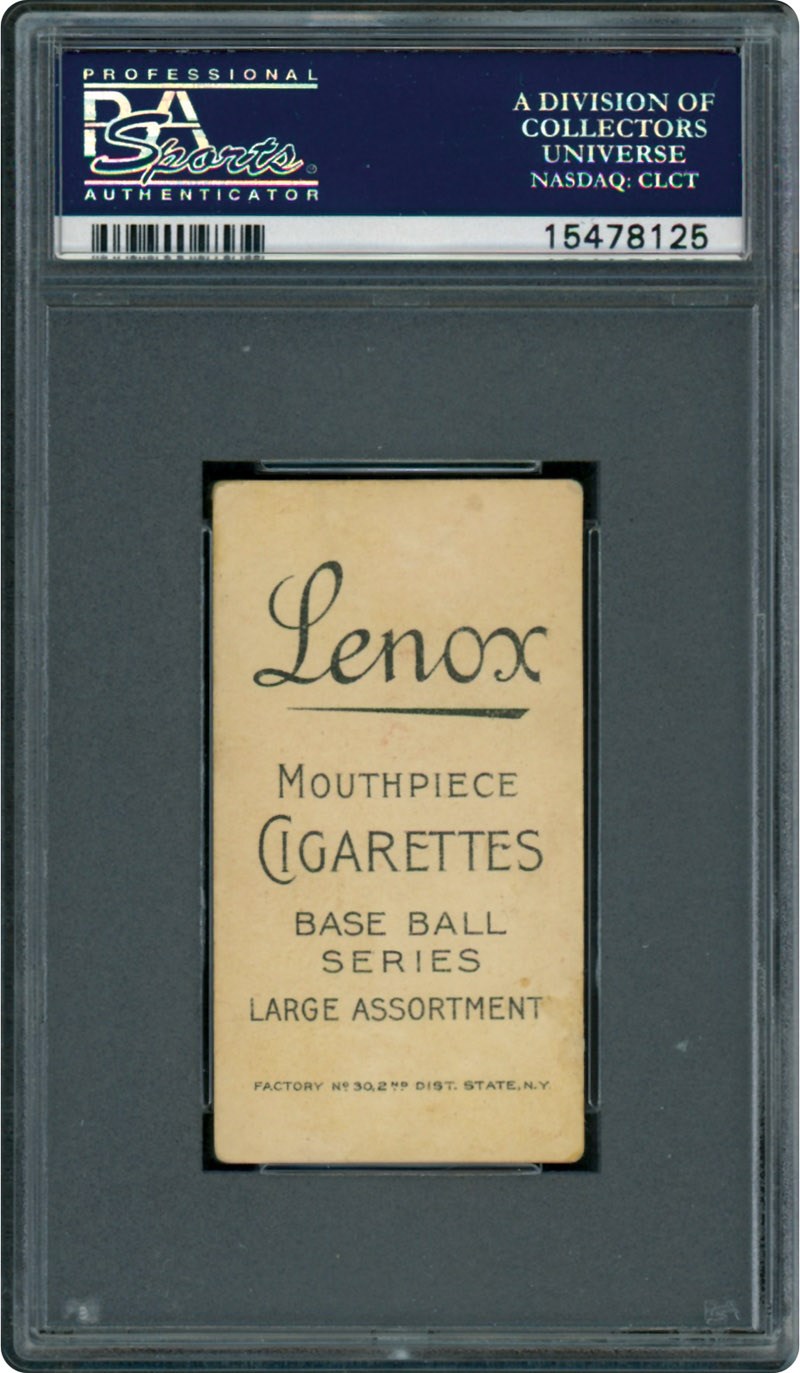 PROFESSIONAL
PSA
Sports
AUTHENTICATOR
A DIVISION OF
COLLECTORS
UNIVERSE
NASDAQ: CLCT
15478125
Lenox
MOUTHPIECE
CIGARETTES
BASE BALL
SERIES
LARGE ASSORTMENT
FACTORY Nº 30, 2ND DIST. STATE, N.Y.